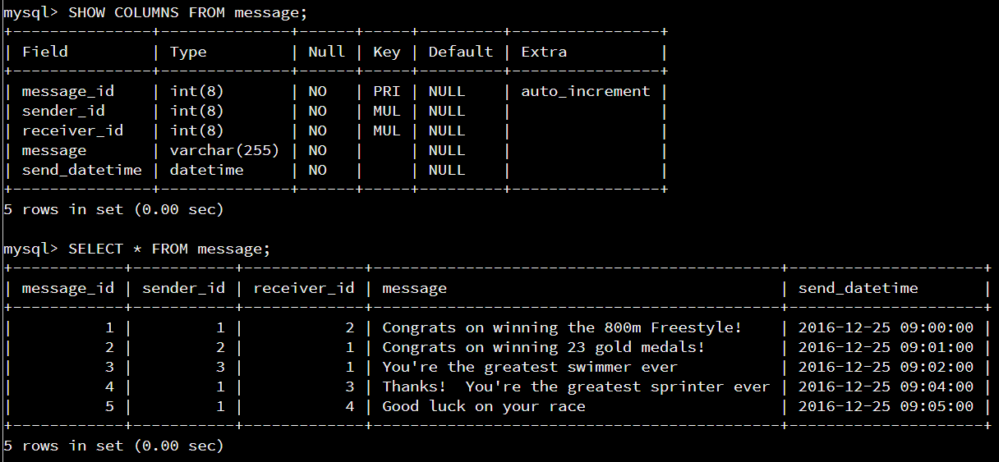 mysql> SHOW COLUMNS FROM message;
+---------------+--------------+------+-----+---------+----------------+
| Field         | Type         | Null | Key | Default | Extra          |
+---------------+--------------+------+-----+---------+----------------+
| message_id    | int(8)       | NO   | PRI | NULL    | auto_increment |
| sender_id     | int(8)       | NO   | MUL | NULL    |                |
| receiver_id   | int(8)       | NO   | MUL | NULL    |                |
| message       | varchar(255) | NO   |     | NULL    |                |
| send_datetime | datetime     | NO   |     | NULL    |                |
+---------------+--------------+------+-----+---------+----------------+
5 rows in set (0.00 sec)

mysql> SELECT * FROM message;
+------------+-----------+-------------+--------------------------------------------+---------------------+
| message_id | sender_id | receiver_id | message                                    | send_datetime       |
+------------+-----------+-------------+--------------------------------------------+---------------------+
|          1 |         1 |           2 | Congrats on winning the 800m Freestyle!    | 2016-12-25 09:00:00 |
|          2 |         2 |           1 | Congrats on winning 23 gold medals!        | 2016-12-25 09:01:00 |
|          3 |         3 |           1 | You're the greatest swimmer ever           | 2016-12-25 09:02:00 |
|          4 |         1 |           3 | Thanks!  You're the greatest sprinter ever | 2016-12-25 09:04:00 |
|          5 |         1 |           4 | Good luck on your race                     | 2016-12-25 09:05:00 |
+------------+-----------+-------------+--------------------------------------------+---------------------+
5 rows in set (0.00 sec)